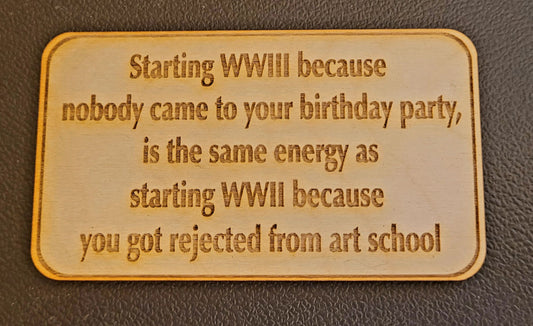 Starting WWIII because
nobody came to your birthday party,
is the same energy as
starting WWII because
you got rejected from art school